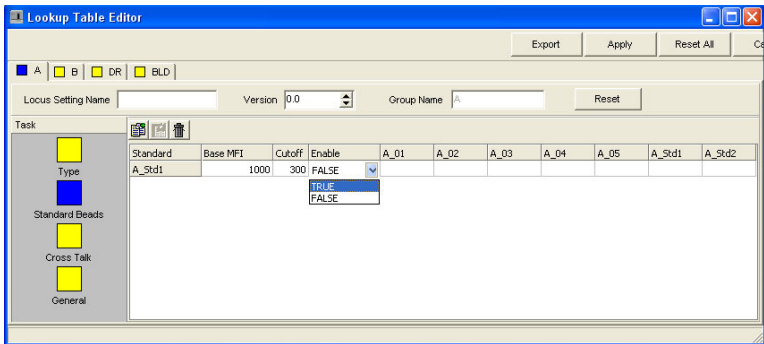 Lookup Table Editor
Export Apply Reset All Ca
A B DR BLD
Locus Setting Name Version 0.0 Group Name A Reset
Task
Standard Base MFI Cutoff Enable A_01 A_02 A_03 A_04 A_05 A_Std1 A_Std2
A_Std1 1000 300 FALSE
TRUE
FALSE
Type
Standard Beads
Cross Talk
General